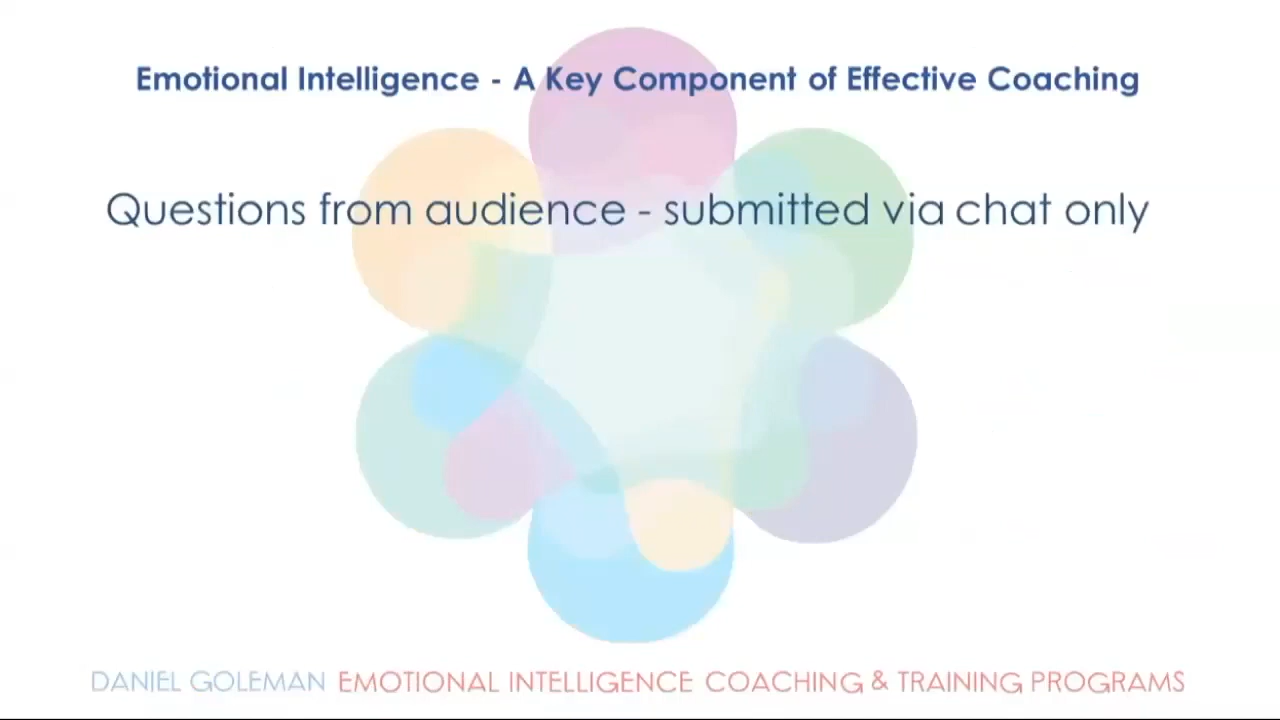 Emotional Intelligence - A Key Component of Effective Coaching
Questions from audience - submitted via chat only
DANIEL GOLEMAN EMOTIONAL INTELLIGENCE COACHING & TRAINING PROGRAMS